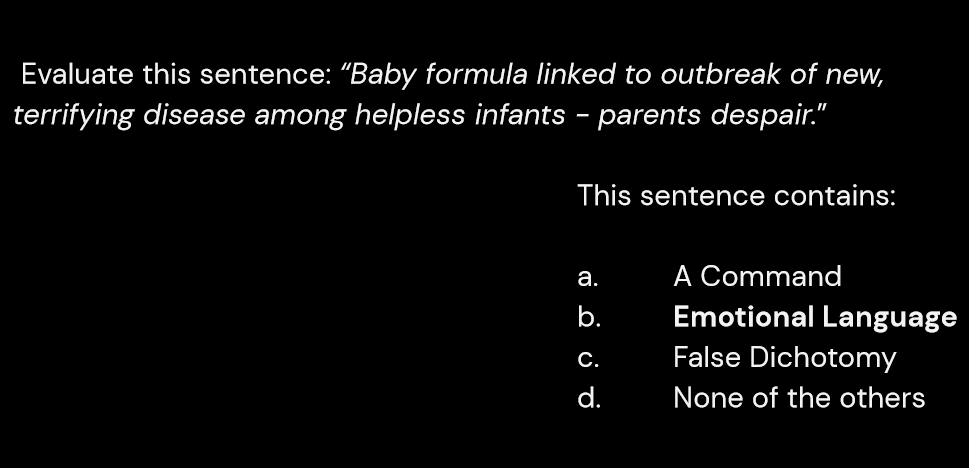 Evaluate this sentence: “Baby formula linked to outbreak of new,
terrifying disease among helpless infants - parents despair.”
This sentence contains:
a. A Command
b. Emotional Language
c. False Dichotomy
d. None of the others